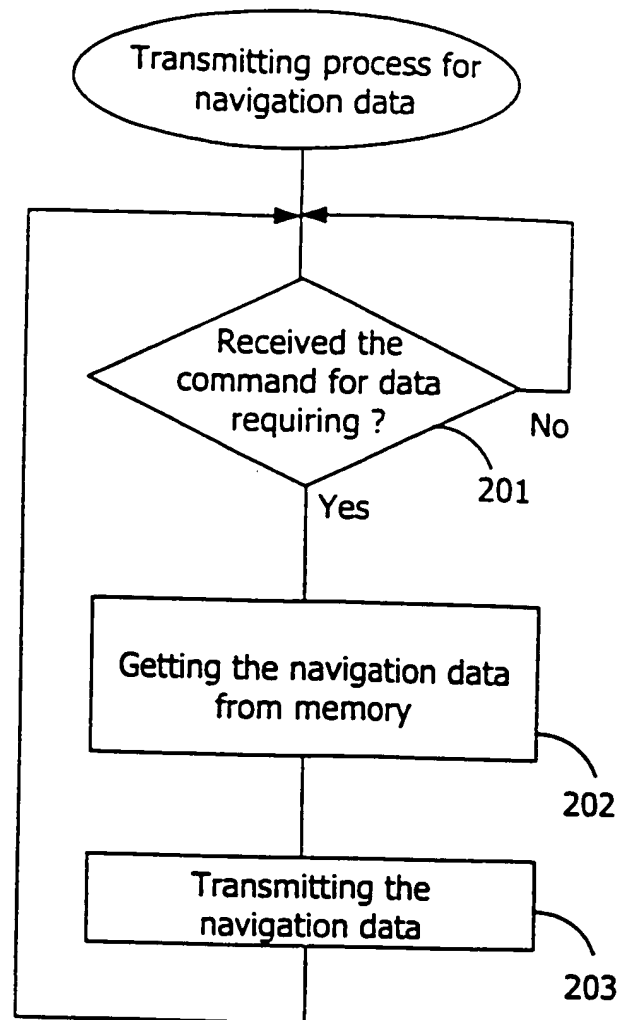 Transmitting process for
navigation data
Received the
command for data
requiring ?
No
201
Yes
Getting the navigation data
from memory
202
Transmitting the
navigation data
203